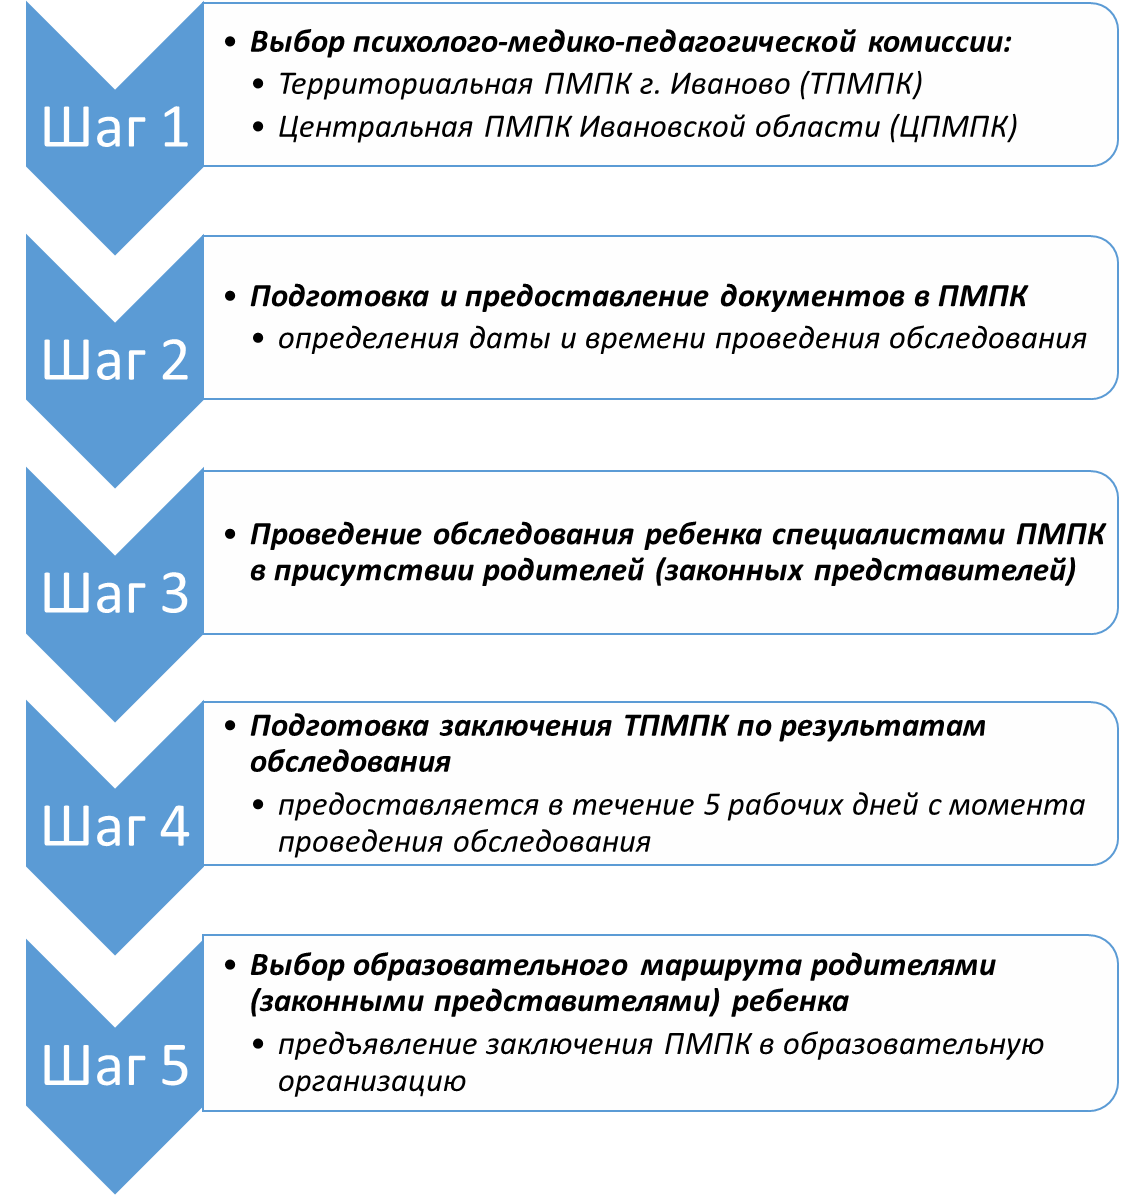 Шаг 1
• Выбор психолого-медико-педагогической комиссии:
• Территориальная ПМПК г. Иваново (ТПМПК)
• Центральная ПМПК Ивановской области (ЦПМПК)
Шаг 2
• Подготовка и предоставление документов в ПМПК
• определения даты и времени проведения обследования
Шаг 3
• Проведение обследования ребенка специалистами ПМПК
в присутствии родителей (законных представителей)
Шаг 4
• Подготовка заключения ТПМПК по результатам
обследования
• предоставляется в течение 5 рабочих дней с момента
проведения обследования
Шаг 5
• Выбор образовательного маршрута родителями
(законными представителями) ребенка
• предъявление заключения ПМПК в образовательную
организацию